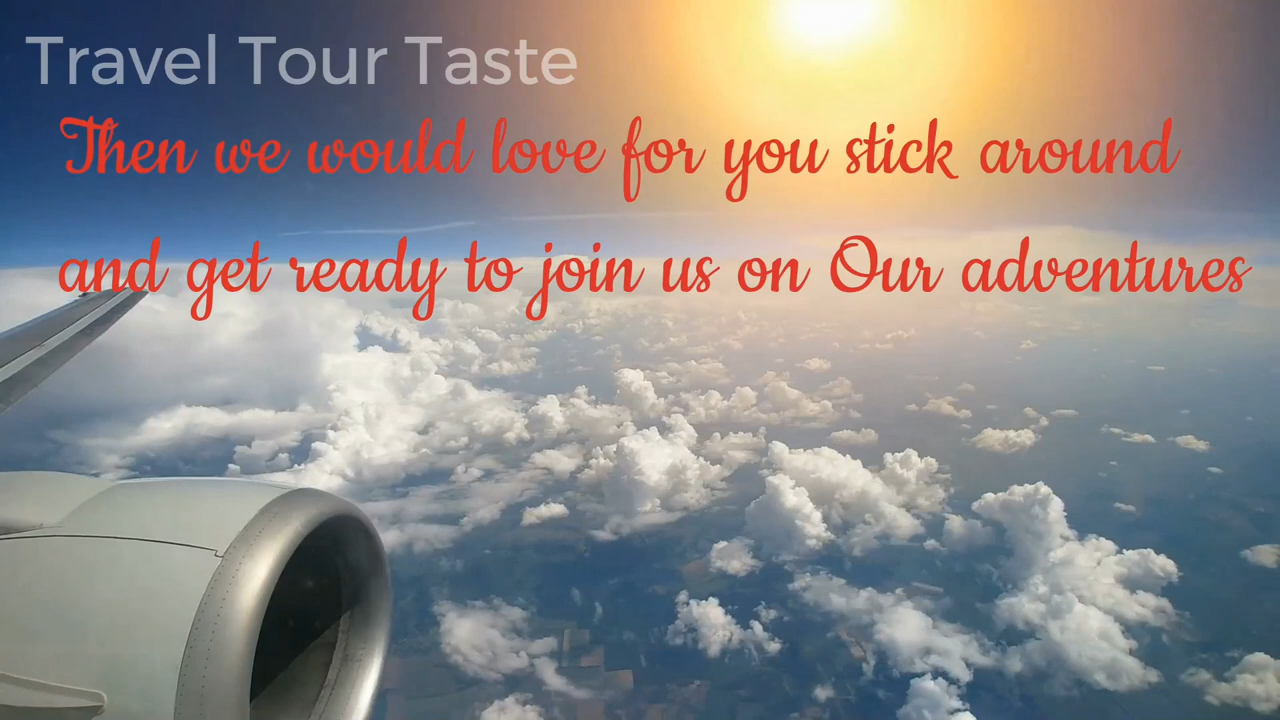 Travel Tour Taste
Then we would love for you stick around
and get ready to join us on Our adventures